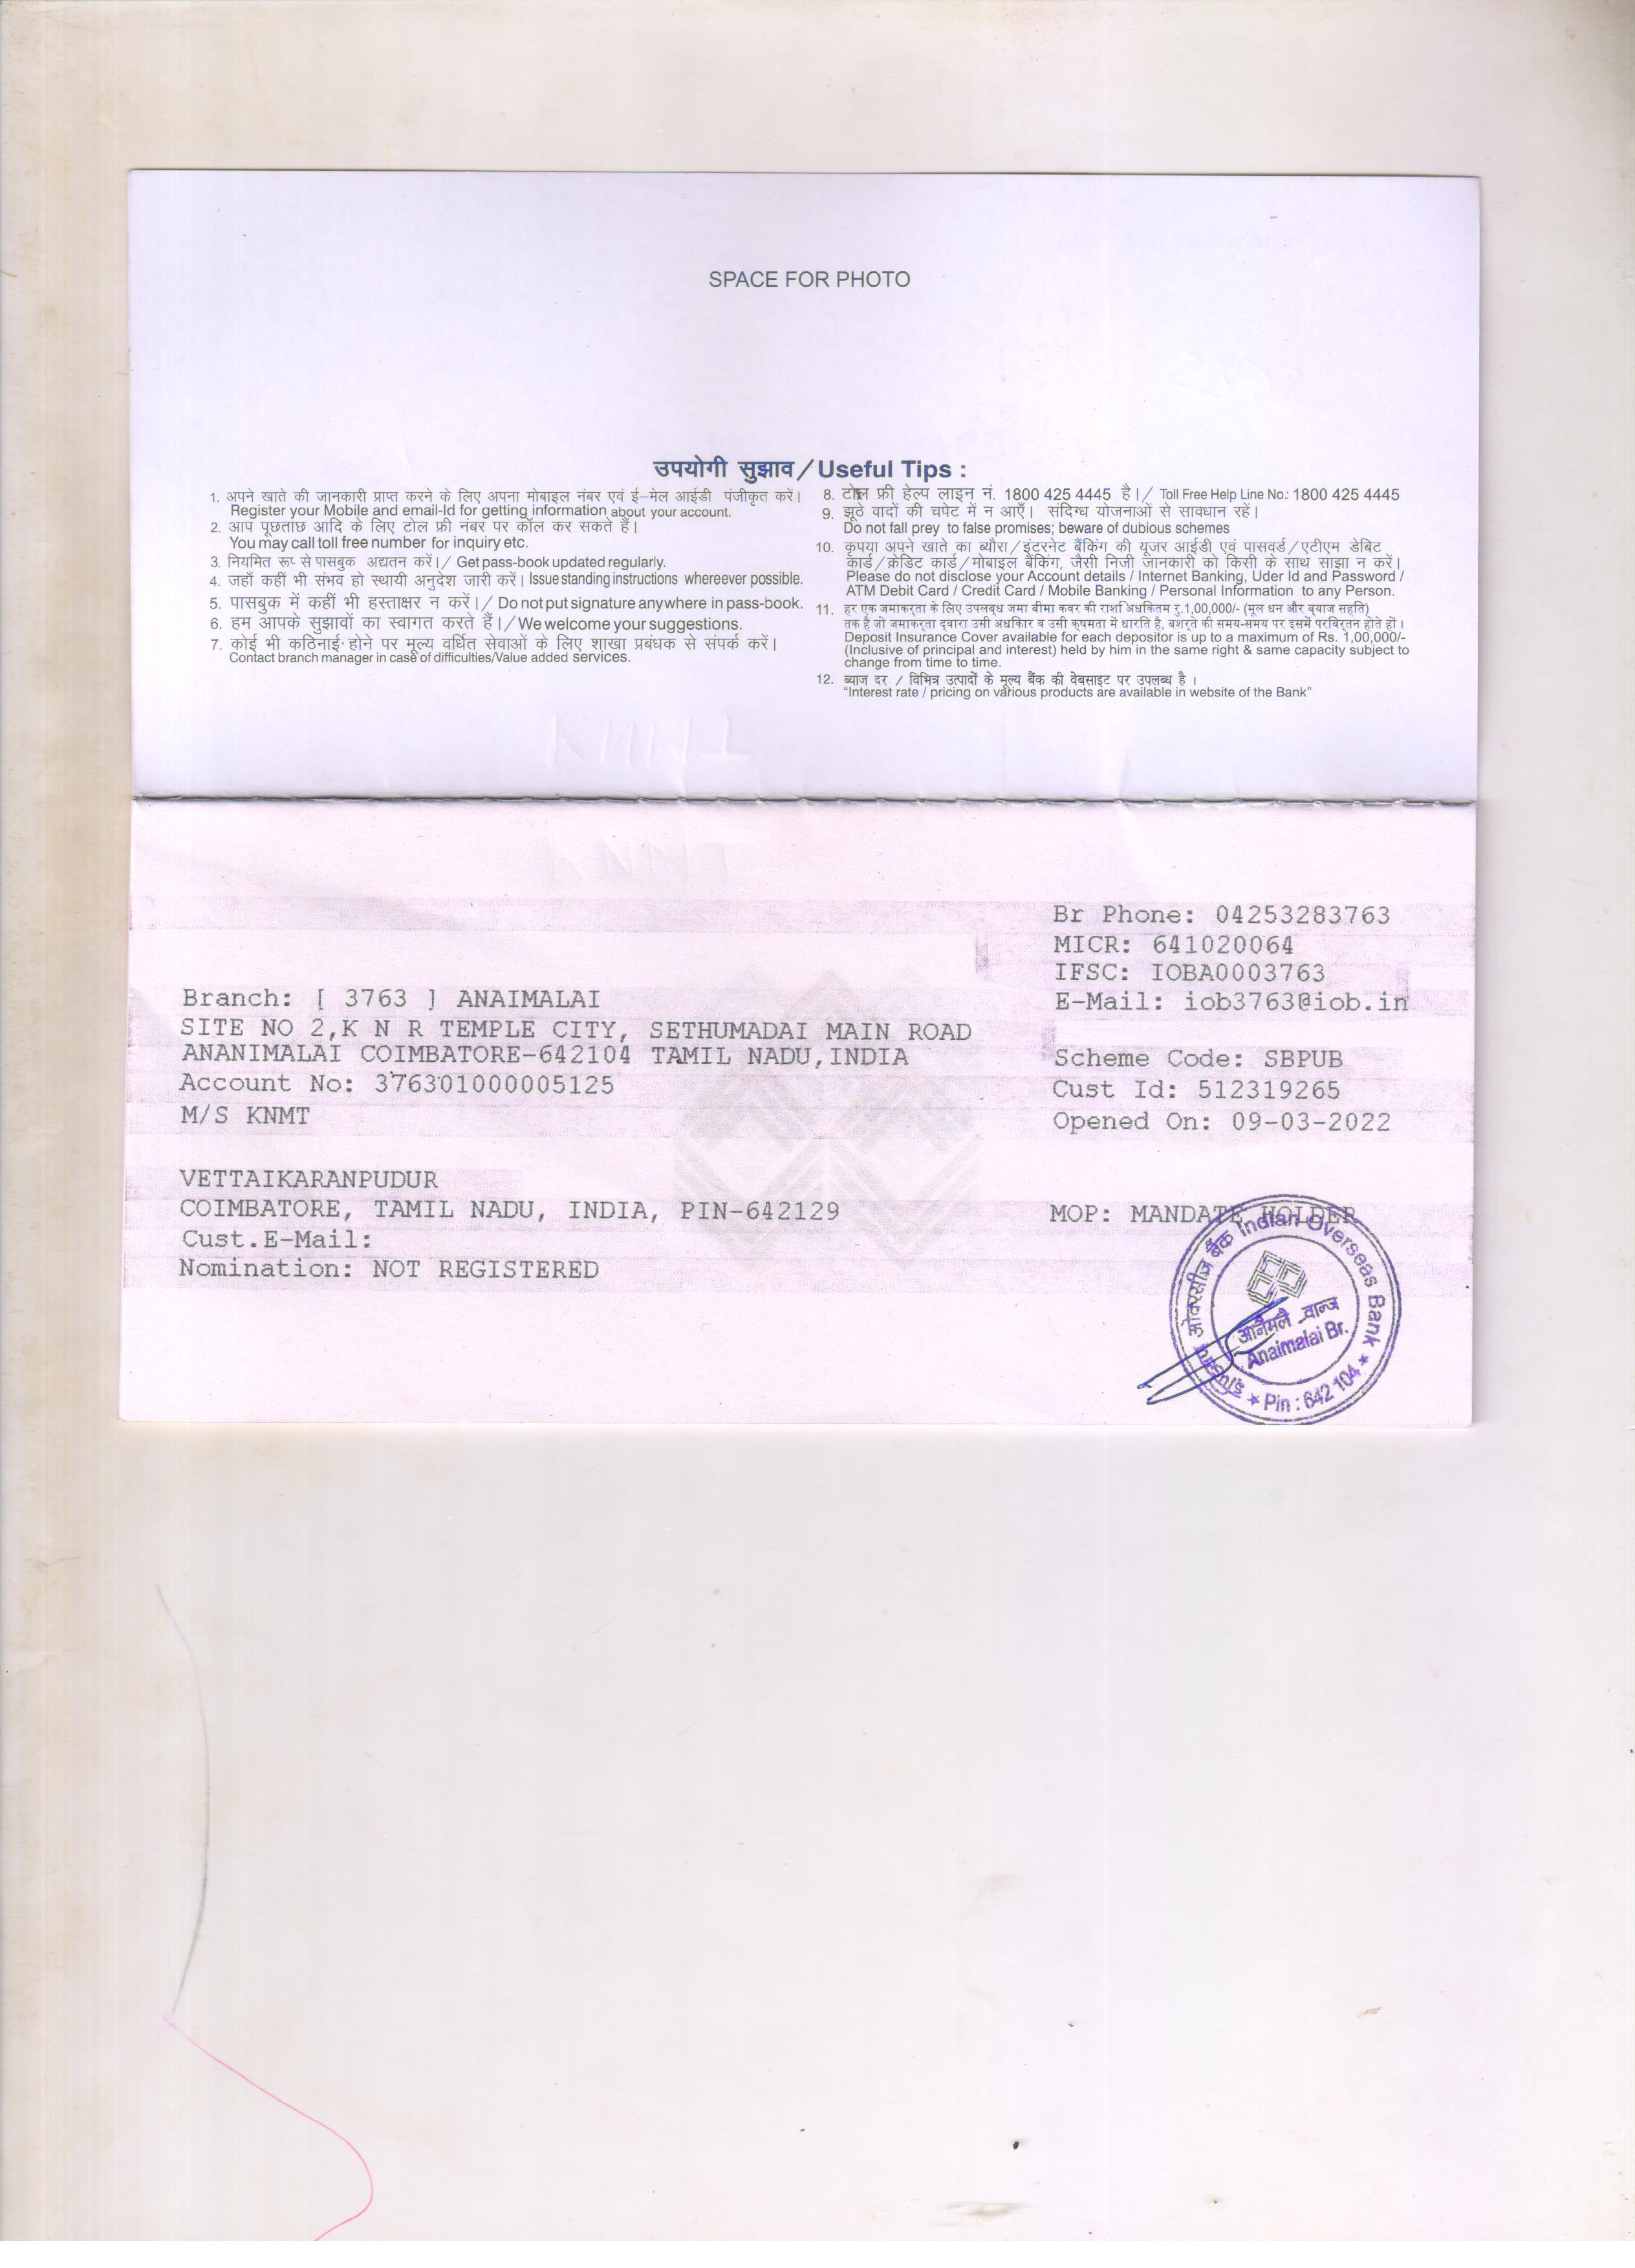 SPACE FOR PHOTO
उपयोगी सुझाव / Useful Tips :
1. अपने खाते की जानकारी प्राप्त करने के लिए अपना मोबाइल नंबर एवं ई–मेल आईडी पंजीकृत करें।
Register your Mobile and email-Id for getting information about your account.
2. आप पूछताछ आदि के लिए टोल फ्री नंबर पर कॉल कर सकते हैं।
You may call toll free number for inquiry etc.
3. नियमित रूप से पासबुक अद्यतन करें। / Get pass-book updated regularly.
4. जहाँ कहीं भी संभव हो स्थायी अनुदेश जारी करें। Issue standing instructions whereever possible.
5. पासबुक में कहीं भी हस्ताक्षर न करें। / Do not put signature anywhere in pass-book.
6. हम आपके सुझावों का स्वागत करते हैं। / We welcome your suggestions.
7. कोई भी कठिनाई होने पर मूल्य वर्धित सेवाओं के लिए शाखा प्रबंधक से संपर्क करें।
Contact branch manager in case of difficulties/Value added services.
8. टोल फ्री हेल्प लाइन नं. 1800 425 4445 है। / Toll Free Help Line No.: 1800 425 4445
9. झूठे वादों की चपेट में न आएँ। संदिग्ध योजनाओं से सावधान रहें।
Do not fall prey to false promises; beware of dubious schemes
10. कृपया अपने खाते का ब्यौरा / इंटरनेट बैंकिंग की यूजर आईडी एवं पासवर्ड / एटीएम डेबिट
कार्ड / क्रेडिट कार्ड / मोबाइल बैंकिंग, जैसी निजी जानकारी को किसी के साथ साझा न करें।
Please do not disclose your Account details / Internet Banking, Uder Id and Password /
ATM Debit Card / Credit Card / Mobile Banking / Personal Information to any Person.
11. हर एक जमाकर्ता के लिए उपलब्ध जमा बीमा कवर की राशि अधिकतम रु.1,00,000/- (मूल धन और ब्याज सहित)
तक है जो जमाकर्ता द्वारा उसी अधिकार व उसी क्षमता में धारित है, बशर्ते की समय-समय पर इसमें परिवर्तन होते हों।
Deposit Insurance Cover available for each depositor is up to a maximum of Rs. 1,00,000/-
(Inclusive of principal and interest) held by him in the same right & same capacity subject to
change from time to time.
12. ब्याज दर / विभिन्न उत्पादों के मूल्य बैंक की वेबसाइट पर उपलब्ध है।
"Interest rate / pricing on various products are available in website of the Bank"
Br Phone: 04253283763
MICR: 641020064
IFSC: IOBA0003763
E-Mail: iob3763@iob.in
Branch: [ 3763 ] ANAIMALAI
SITE NO 2,K N R TEMPLE CITY, SETHUMADAI MAIN ROAD
ANANIMALAI COIMBATORE-642104 TAMIL NADU,INDIA
Account No: 376301000005125
M/S KNMT
Scheme Code: SBPUB
Cust Id: 512319265
Opened On: 09-03-2022
VETTAIKARANPUDUR
COIMBATORE, TAMIL NADU, INDIA, PIN-642129
Cust.E-Mail:
Nomination: NOT REGISTERED
MOP: MANDATE HOLDER
इण्डियन ओवरसीज बैंक Indian Overseas Bank
Anaimalai Br.
★ Pin : 642 104 ★